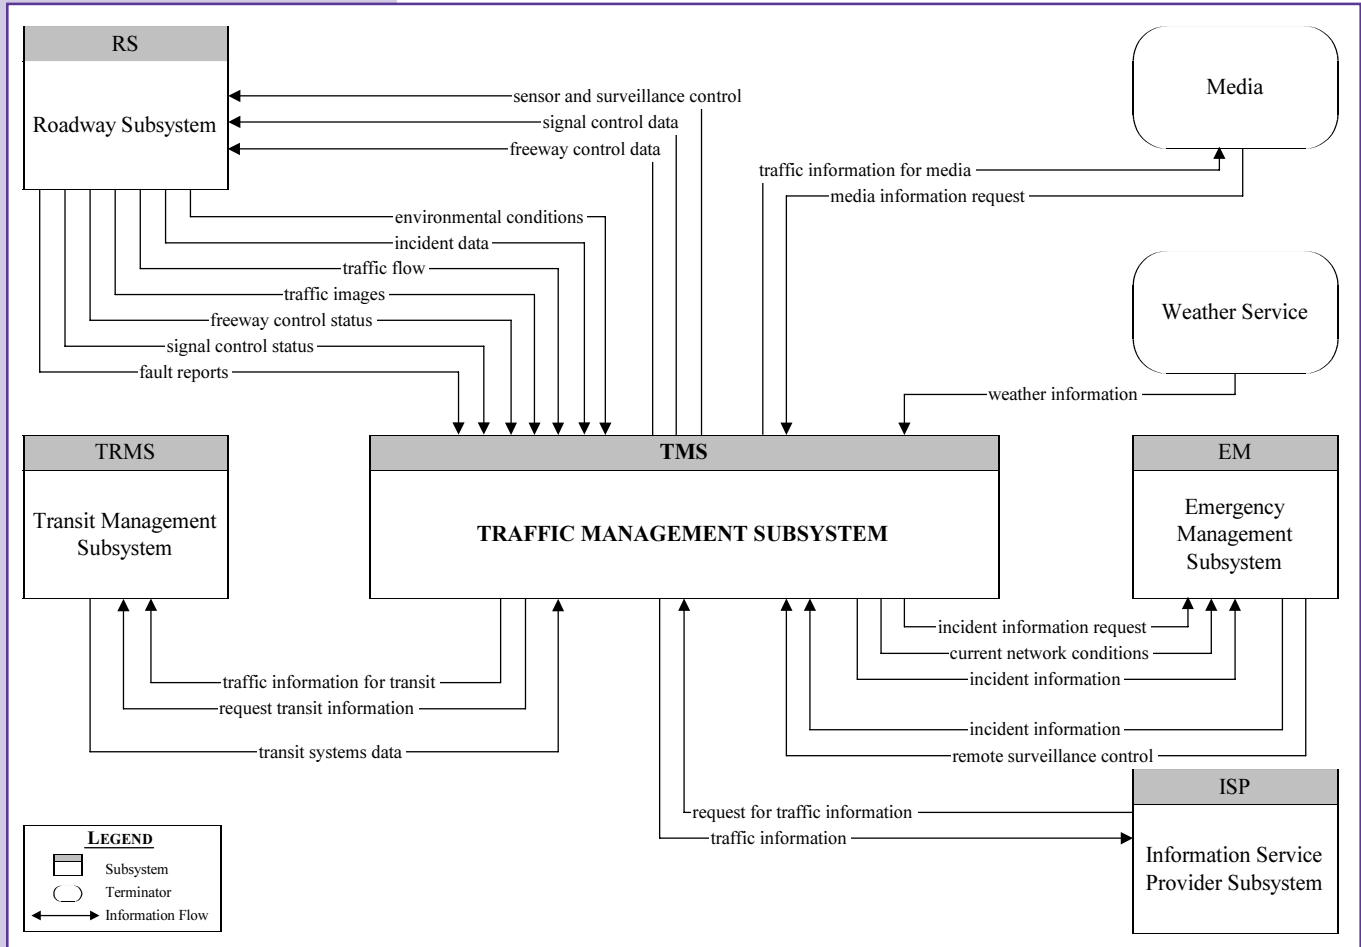 RS
Roadway Subsystem
Media
sensor and surveillance control
signal control data
freeway control data
traffic information for media
media information request
environmental conditions
incident data
traffic flow
traffic images
freeway control status
signal control status
fault reports
Weather Service
weather information
TRMS
Transit Management
Subsystem
TMS
TRAFFIC MANAGEMENT SUBSYSTEM
EM
Emergency
Management
Subsystem
incident information request
current network conditions
incident information
traffic information for transit
request transit information
transit systems data
incident information
remote surveillance control
ISP
Information Service
Provider Subsystem
request for traffic information
traffic information
LEGEND
Subsystem
Terminator
Information Flow